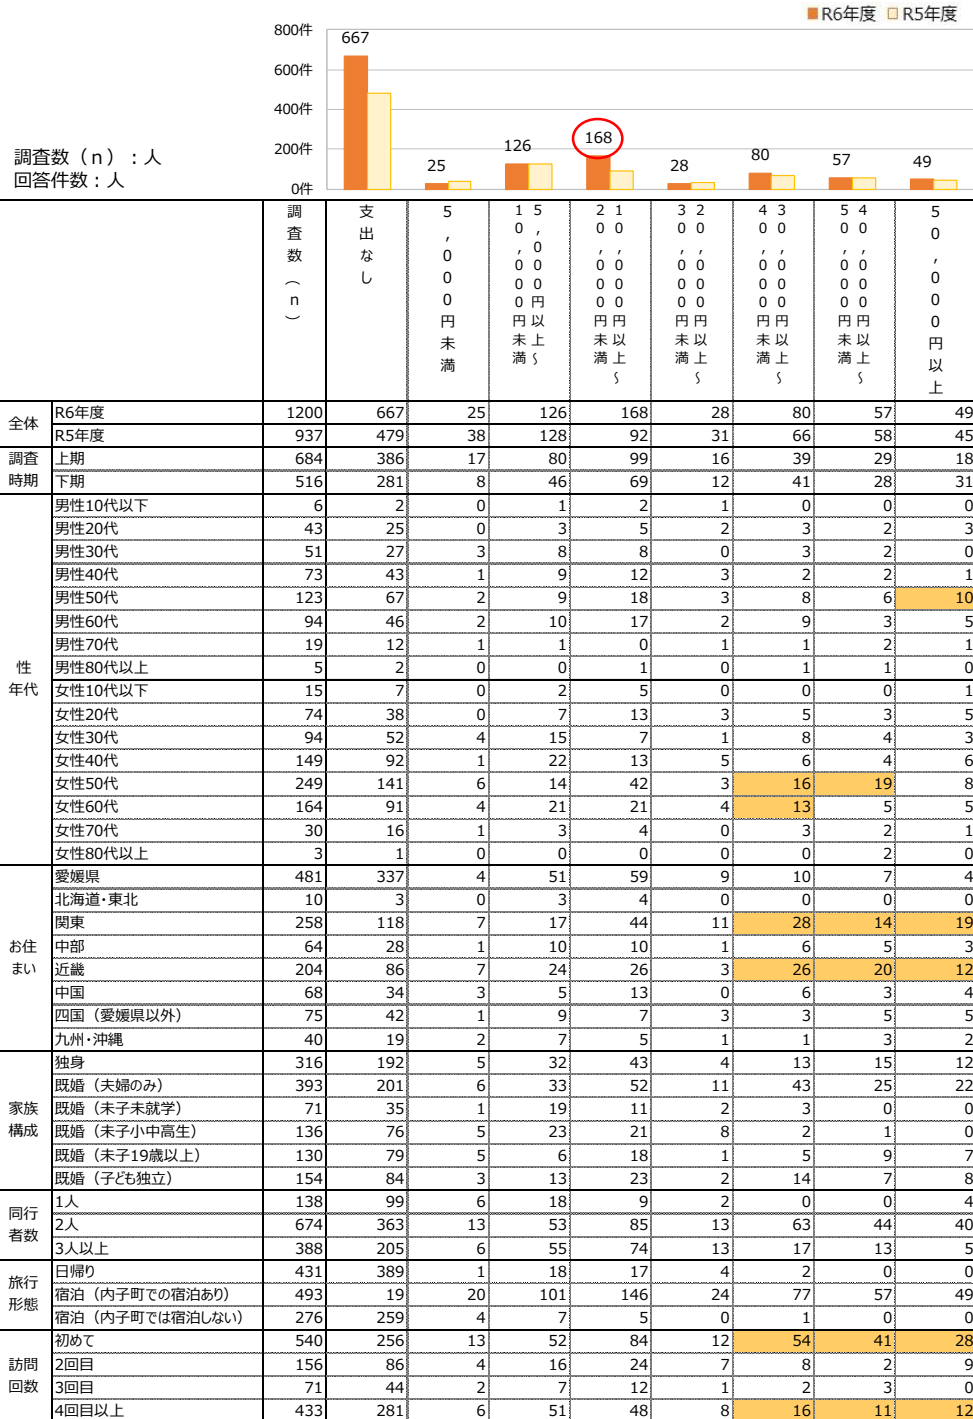 R6年度 R5年度
800件
600件
400件
200件
0件
667
25
126
168
28
80
57
49
調査数（n）：人
回答件数：人
調査数（n）
支出なし
5,000円未満
5,000円以上～
10,000円未満
10,000円以上～
20,000円未満
20,000円以上～
30,000円未満
30,000円以上～
40,000円未満
40,000円以上～
50,000円未満
50,000円以上
全体
R6年度 1200 667 25 126 168 28 80 57 49
R5年度 937 479 38 128 92 31 66 58 45
調査時期
上期 684 386 17 80 99 16 39 29 18
下期 516 281 8 46 69 12 41 28 31
性年代
男性10代以下 6 2 0 1 2 1 0 0 0
男性20代 43 25 0 3 5 2 3 2 3
男性30代 51 27 3 8 8 0 3 2 0
男性40代 73 43 1 9 12 3 2 2 1
男性50代 123 67 2 9 18 3 8 6 10
男性60代 94 46 2 10 17 2 9 3 5
男性70代 19 12 1 1 0 1 1 2 1
男性80代以上 5 2 0 0 1 0 1 1 0
女性10代以下 15 7 0 2 5 0 0 0 1
女性20代 74 38 0 7 13 3 5 3 5
女性30代 94 52 4 15 7 1 8 4 3
女性40代 149 92 1 22 13 5 6 4 6
女性50代 249 141 6 14 42 3 16 19 8
女性60代 164 91 4 21 21 4 13 5 5
女性70代 30 16 1 3 4 0 3 2 1
女性80代以上 3 1 0 0 0 0 0 2 0
お住まい
愛媛県 481 337 4 51 59 9 10 7 4
北海道・東北 10 3 0 3 4 0 0 0 0
関東 258 118 7 17 44 11 28 14 19
中部 64 28 1 10 10 1 6 5 3
近畿 204 86 7 24 26 3 26 20 12
中国 68 34 3 5 13 0 6 3 4
四国（愛媛県以外） 75 42 1 9 7 3 3 5 5
九州・沖縄 40 19 2 7 5 1 1 3 2
家族構成
独身 316 192 5 32 43 4 13 15 12
既婚（夫婦のみ） 393 201 6 33 52 11 43 25 22
既婚（末子未就学） 71 35 1 19 11 2 3 0 0
既婚（末子小中高生） 136 76 5 23 21 8 2 1 0
既婚（末子19歳以上） 130 79 5 6 18 1 5 9 7
既婚（子ども独立） 154 84 3 13 23 2 14 7 8
同行者数
1人 138 99 6 18 9 2 0 0 4
2人 674 363 13 53 85 13 63 44 40
3人以上 388 205 6 55 74 13 17 13 5
旅行形態
日帰り 431 389 1 18 17 4 2 0 0
宿泊（内子町での宿泊あり） 493 19 20 101 146 24 77 57 49
宿泊（内子町では宿泊しない） 276 259 4 7 5 0 1 0 0
訪問回数
初めて 540 256 13 52 84 12 54 41 28
2回目 156 86 4 16 24 7 8 2 9
3回目 71 44 2 7 12 1 2 3 0
4回目以上 433 281 6 51 48 8 16 11 12